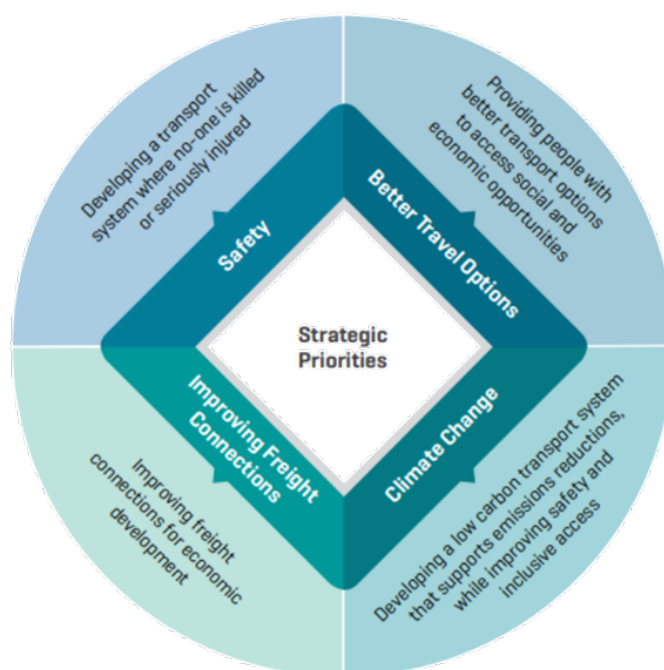 Strategic
Priorities
Safety
Developing a transport
system where no-one is killed
or seriously injured
Better Travel Options
Providing people with
better transport options
to access social and
economic opportunities
Climate Change
Developing a low carbon transport system
that supports emissions reductions,
while improving safety and
inclusive access
Improving Freight
Connections
Improving freight
connections for economic
development